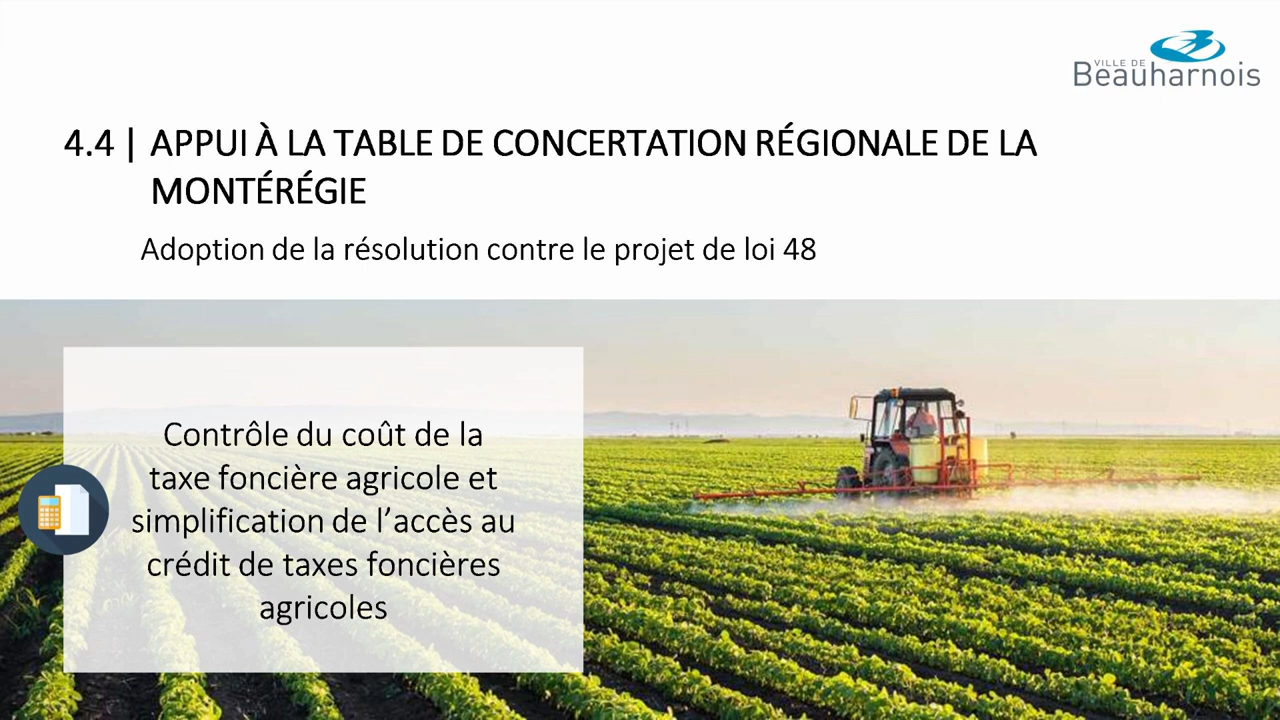 VILLE DE
Beauharnois
4.4 | APPUI À LA TABLE DE CONCERTATION RÉGIONALE DE LA
MONTÉRÉGIE
Adoption de la résolution contre le projet de loi 48
Contrôle du coût de la
taxe foncière agricole et
simplification de l’accès au
crédit de taxes foncières
agricoles